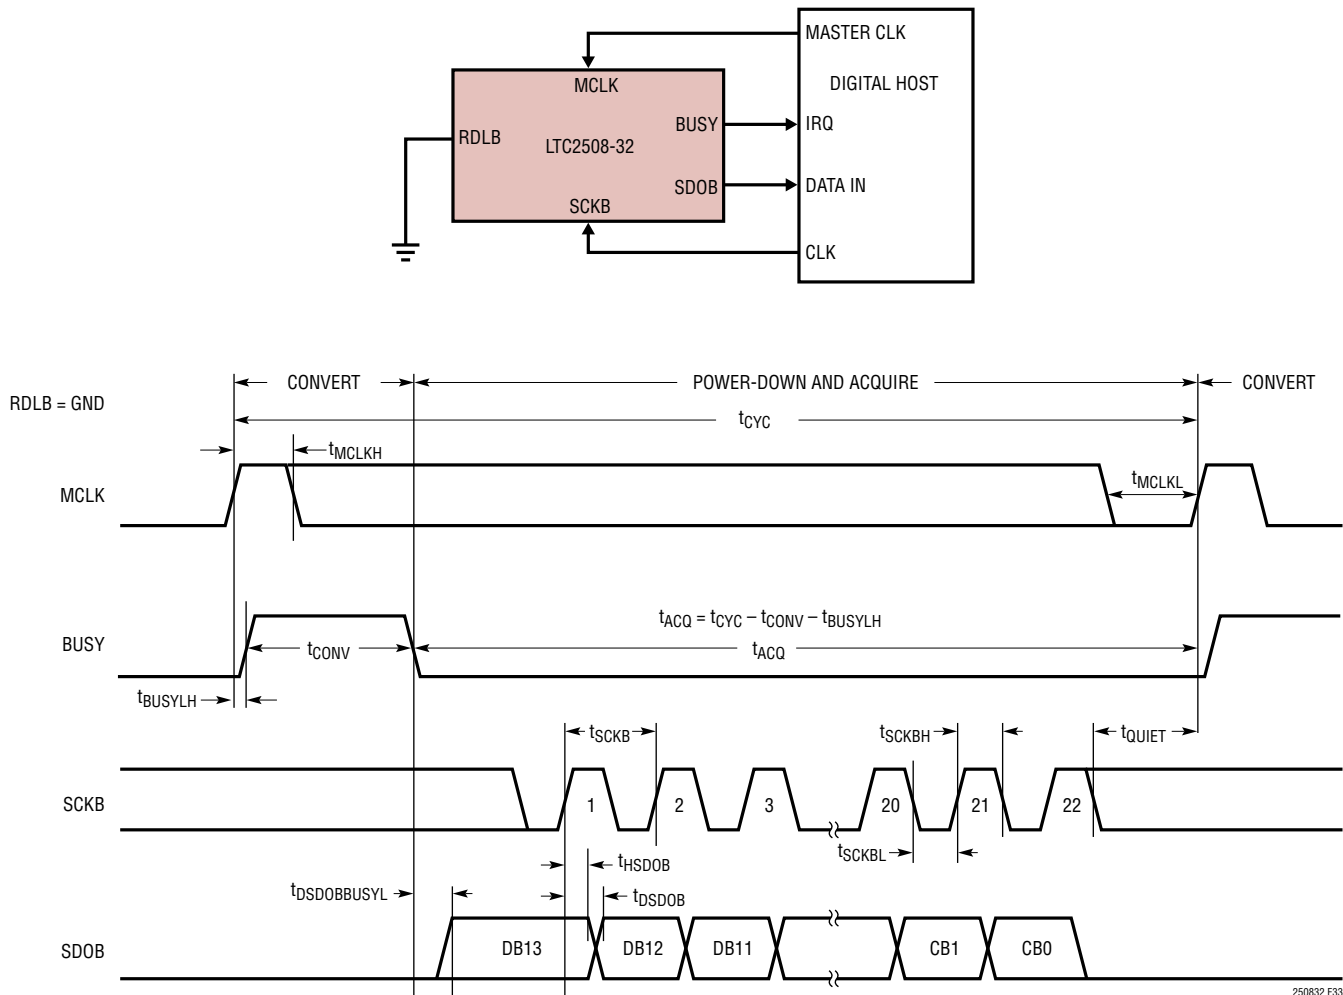 MASTER CLK
MCLK
DIGITAL HOST
BUSY
IRQ
RDLB
LTC2508-32
SDOB
DATA IN
SCKB
CLK
CONVERT
POWER-DOWN AND ACQUIRE
CONVERT
RDLB = GND
tCYC
tMCLKH
tMCLKL
MCLK
tACQ = tCYC – tCONV – tBUSYLH
BUSY
tCONV
tACQ
tBUSYLH
tSCKB
tSCKBH
tQUIET
SCKB
1
2
3
20
21
22
tSCKBL
tHSDOB
tDSDOBBUSYL
tDSDOB
SDOB
DB13
DB12
DB11
CB1
CB0
250832 F33